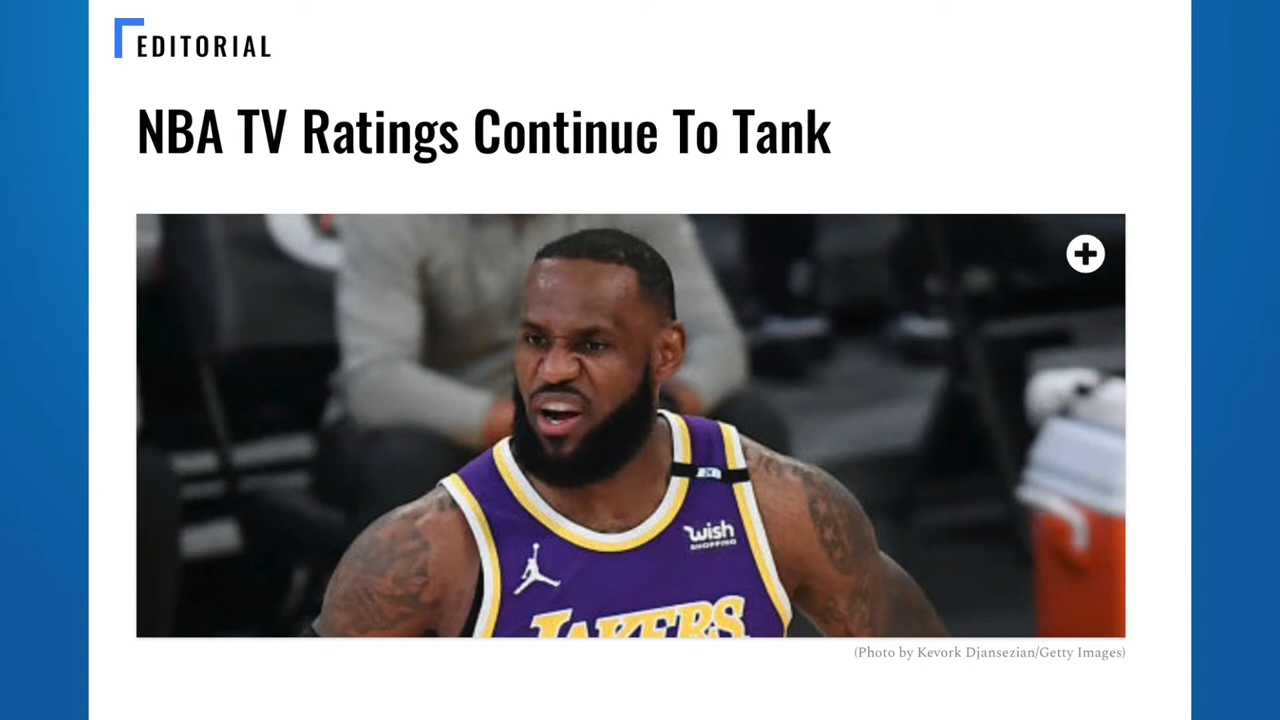 EDITORIAL
NBA TV Ratings Continue To Tank
wish
SHOPPING
LAKERS
(Photo by Kevork Djansezian/Getty Images)